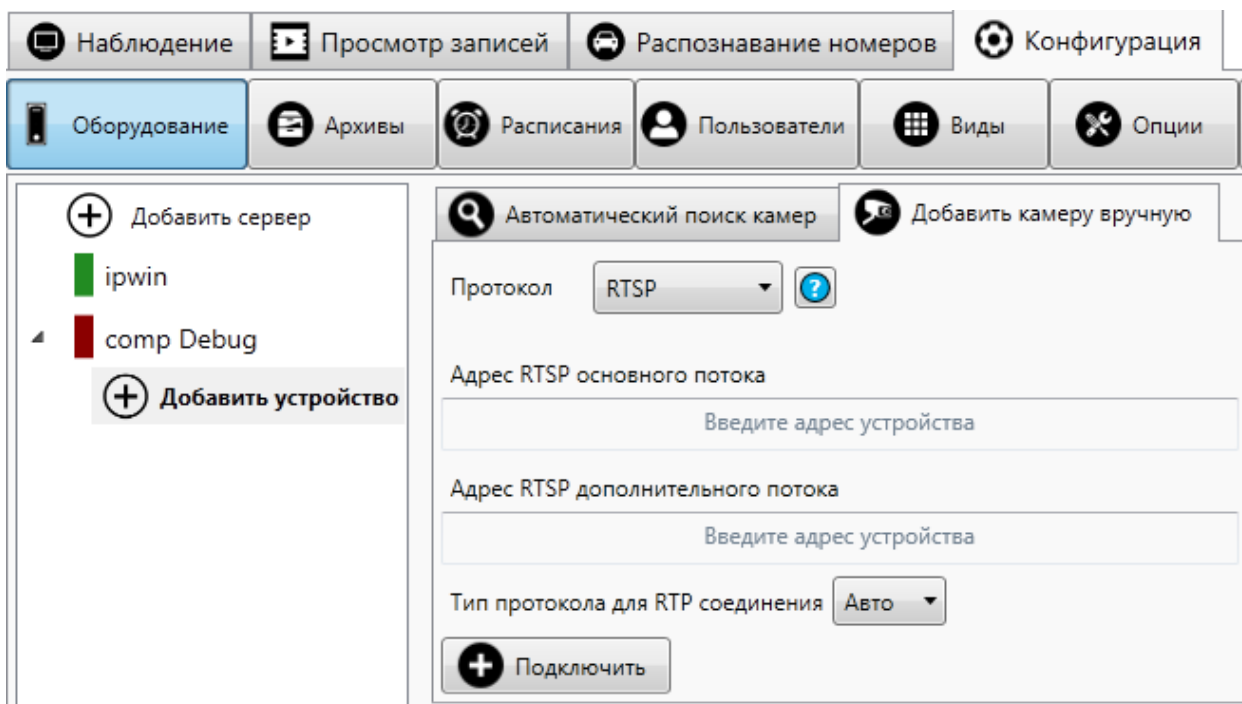 Наблюдение Просмотр записей Распознавание номеров Конфигурация
Оборудование Архивы Расписания Пользователи Виды Опции
Добавить сервер
ipwin
comp Debug
Добавить устройство
Автоматический поиск камер Добавить камеру вручную
Протокол RTSP ?
Адрес RTSP основного потока
Введите адрес устройства
Адрес RTSP дополнительного потока
Введите адрес устройства
Тип протокола для RTP соединения Авто
Подключить